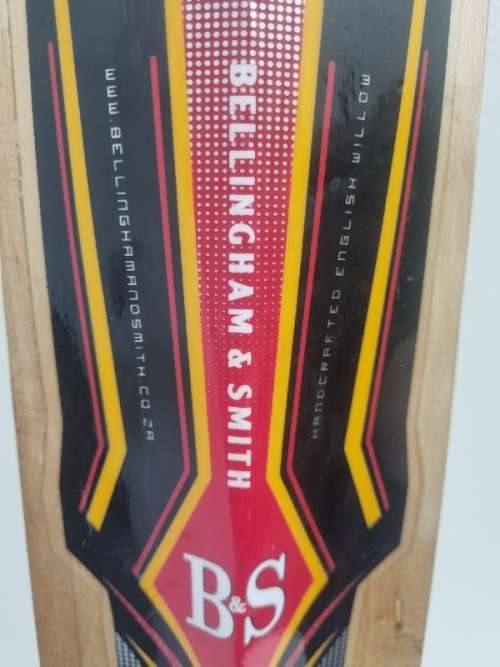 WWW.BELLINGHAMANDSMITH.CO.ZA
BELLINGHAM & SMITH
HANDCRAFTED ENGLISH WILLOW
B&S